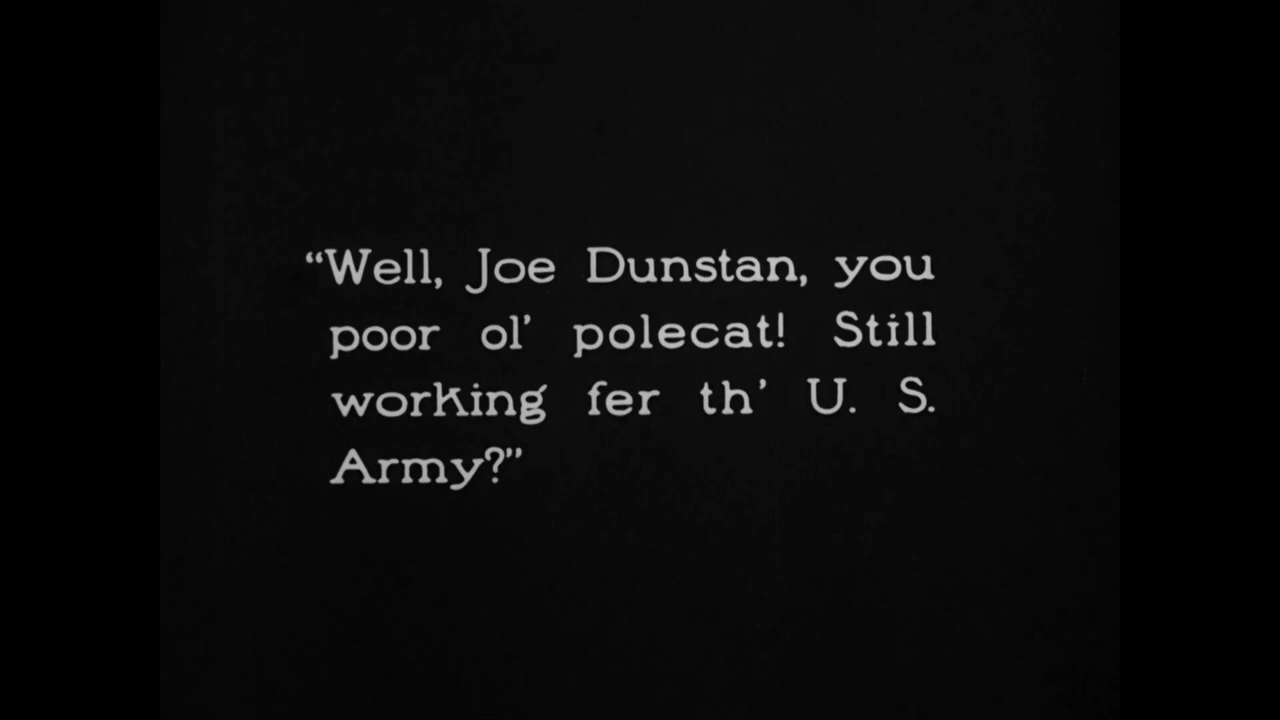 “Well, Joe Dunstan, you
poor ol’ polecat! Still
working fer th’ U. S.
Army?”